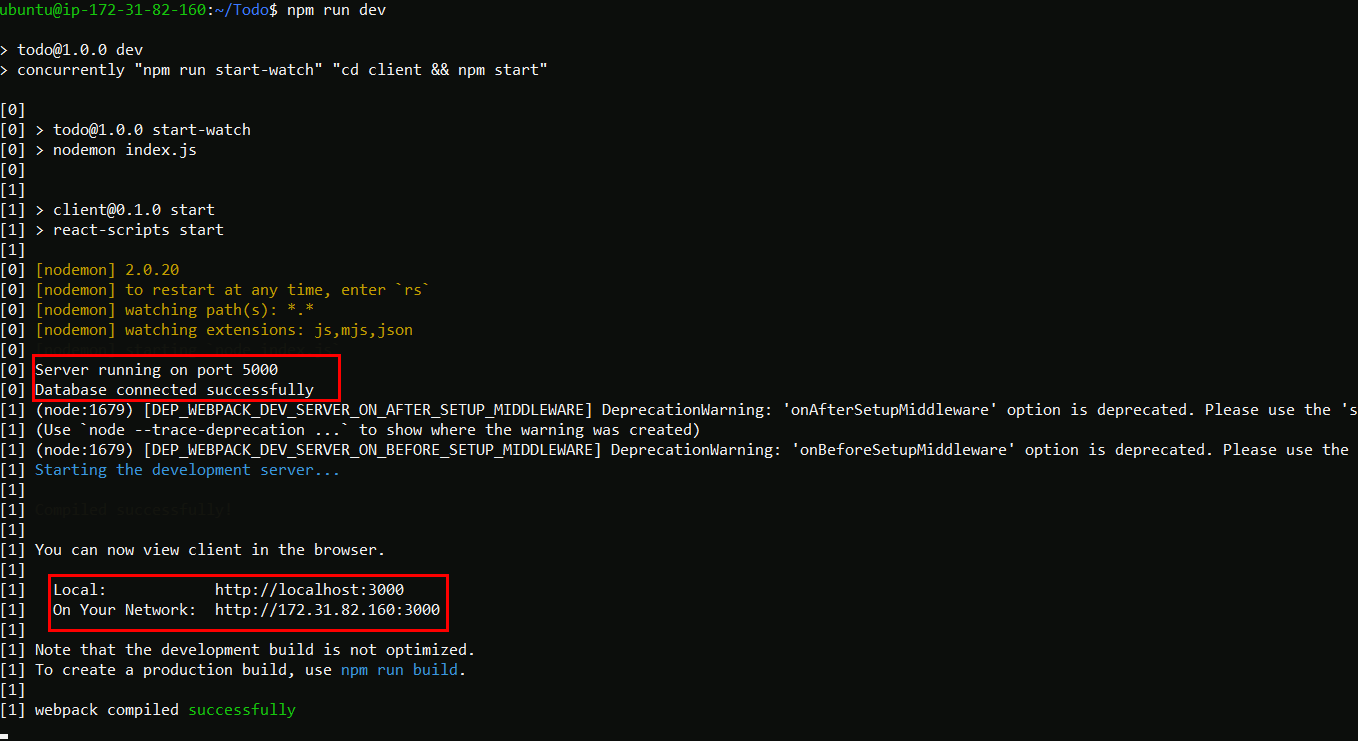 ubuntu@ip-172-31-82-160:~/Todo$ npm run dev
> todo@1.0.0 dev
> concurrently "npm run start-watch" "cd client && npm start"
[0]
[0] > todo@1.0.0 start-watch
[0] > nodemon index.js
[0]
[1]
[1] > client@0.1.0 start
[1] > react-scripts start
[1]
[0] [nodemon] 2.0.20
[0] [nodemon] to restart at any time, enter `rs`
[0] [nodemon] watching path(s): *.*
[0] [nodemon] watching extensions: js,mjs,json
[0] [nodemon] starting `node index.js`
[0] Server running on port 5000
[0] Database connected successfully
[1] (node:1679) [DEP_WEBPACK_DEV_SERVER_ON_AFTER_SETUP_MIDDLEWARE] DeprecationWarning: 'onAfterSetupMiddleware' option is deprecated. Please use the 's
[1] (Use `node --trace-deprecation ...` to show where the warning was created)
[1] (node:1679) [DEP_WEBPACK_DEV_SERVER_ON_BEFORE_SETUP_MIDDLEWARE] DeprecationWarning: 'onBeforeSetupMiddleware' option is deprecated. Please use the
[1] Starting the development server...
[1]
[1] Compiled successfully!
[1]
[1] You can now view client in the browser.
[1]
[1] Local: http://localhost:3000
[1] On Your Network: http://172.31.82.160:3000
[1]
[1] Note that the development build is not optimized.
[1] To create a production build, use npm run build.
[1]
[1] webpack compiled successfully